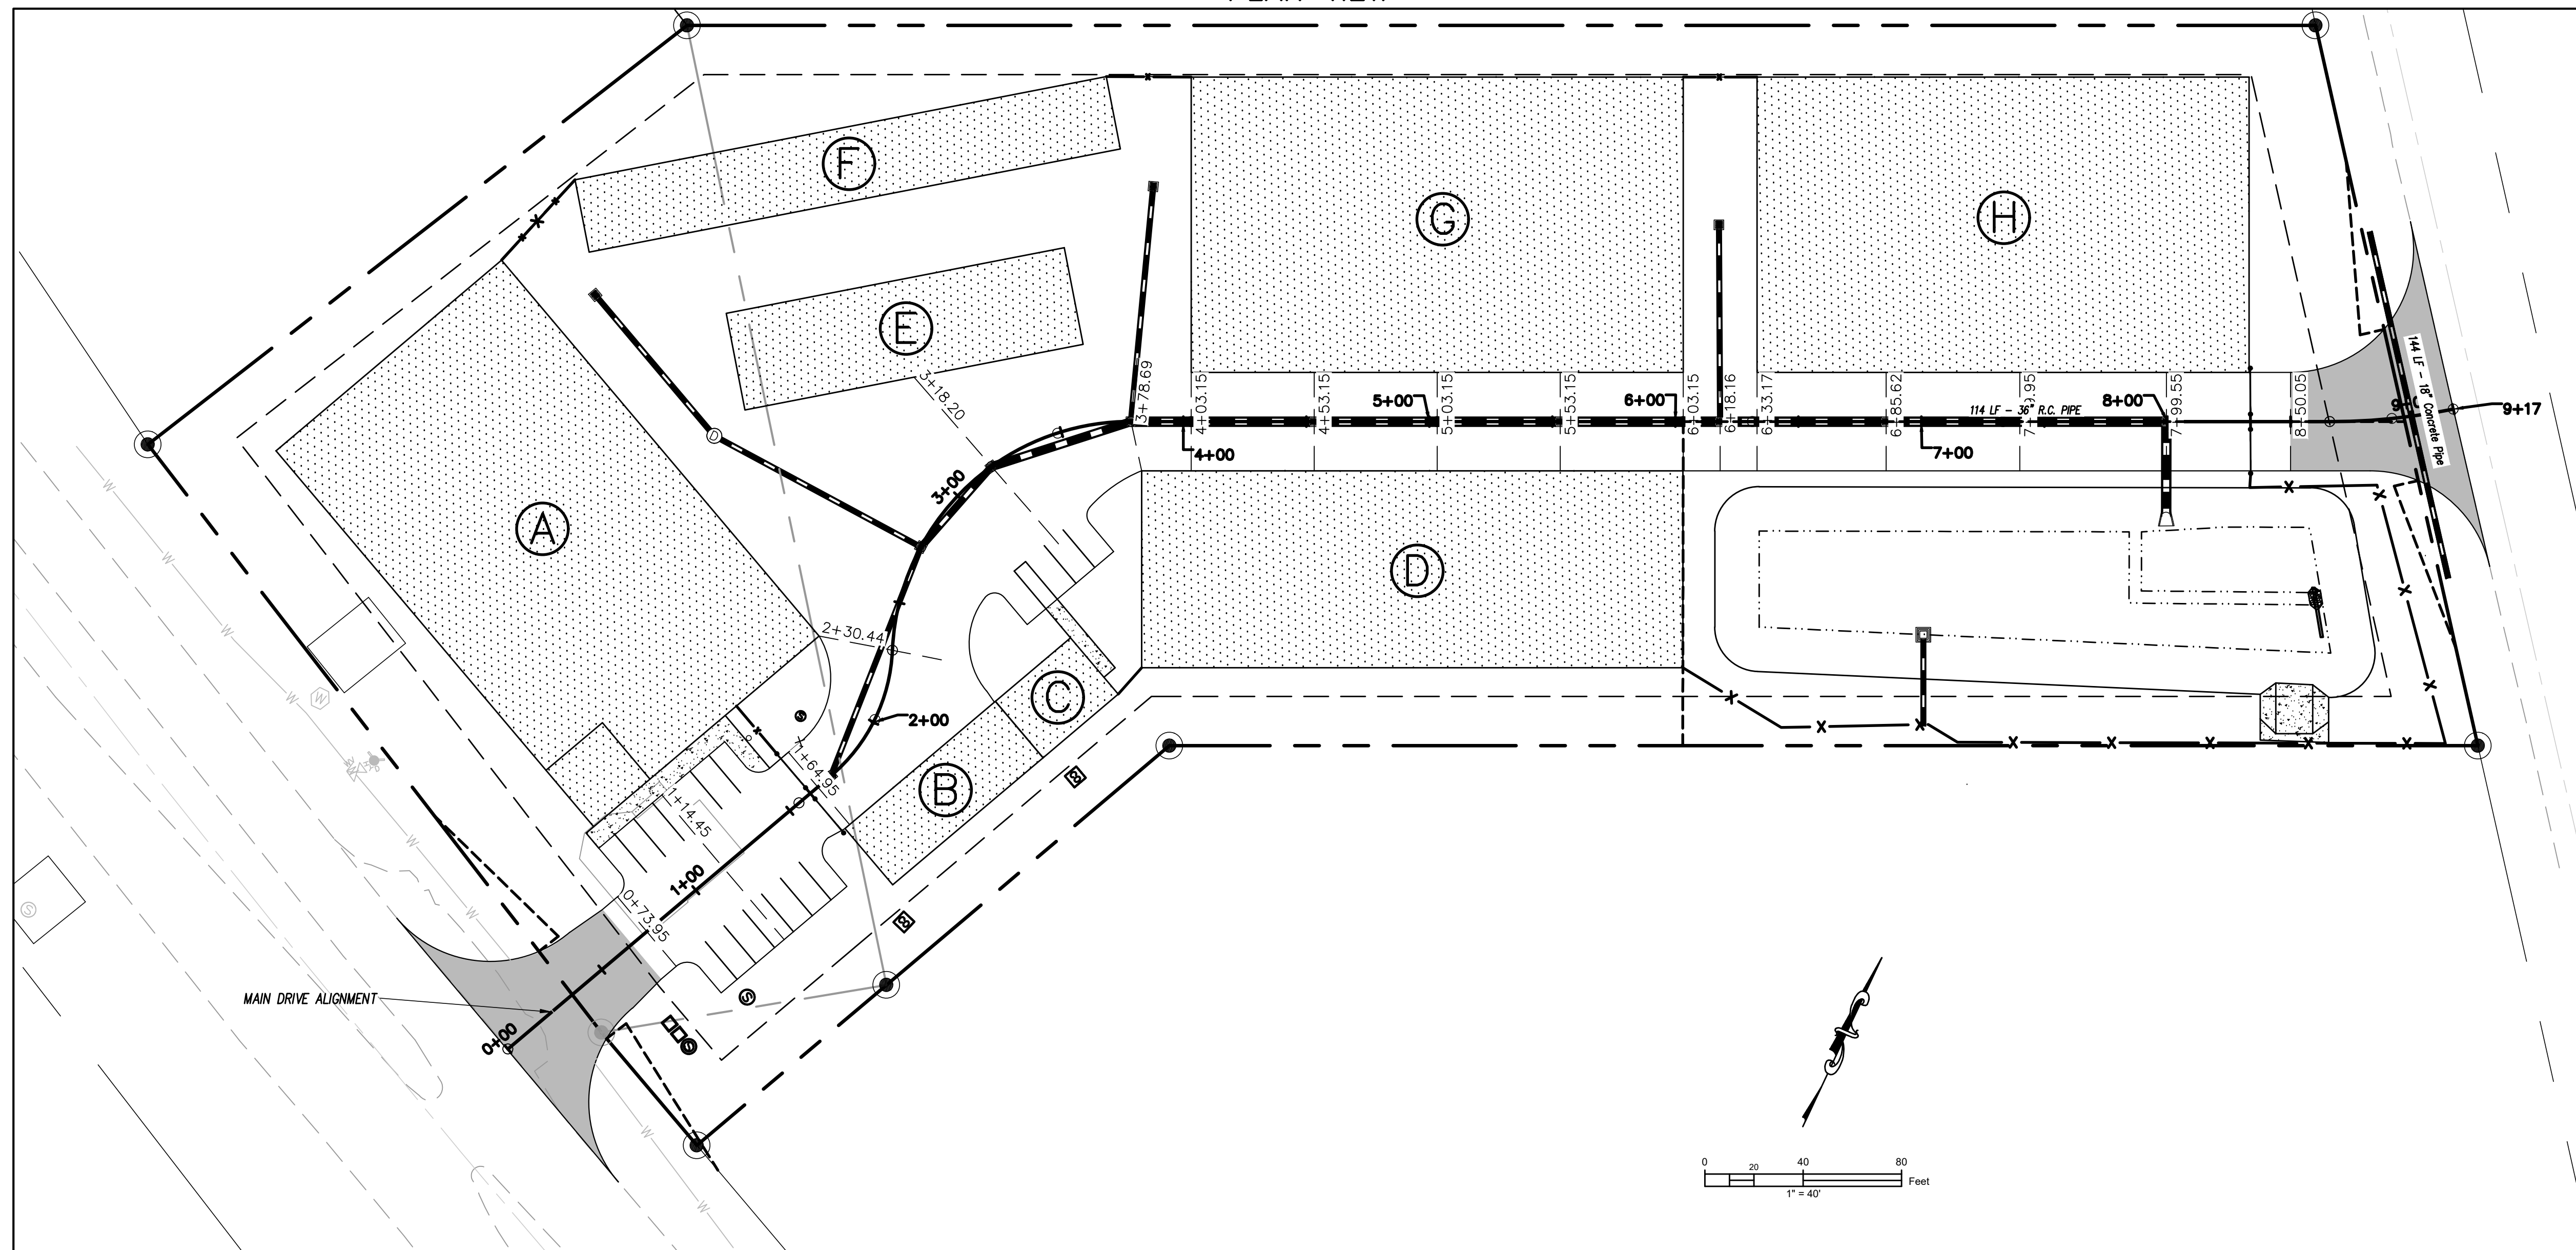 F
G
H
E
A
D
C
B
3+18.20
3+78.69
4+03.15
4+53.15
5+03.15
5+53.15
6+03.15
6+18.16
6+33.17
6+85.62
7+99.55
8+50.05
5+00
6+00
114 LF - 36" R.C. PIPE
8+00
9+17
144 LF - 18" Concrete Pipe
4+00
7+00
3+00
2+30.44
2+00
1+64.95
1+14.45
1+00
0+73.95
MAIN DRIVE ALIGNMENT
0+00
W
W
W
W
W
W
W
W
W
S
S
S
S
D
0 20 40 80
Feet
1" = 40'